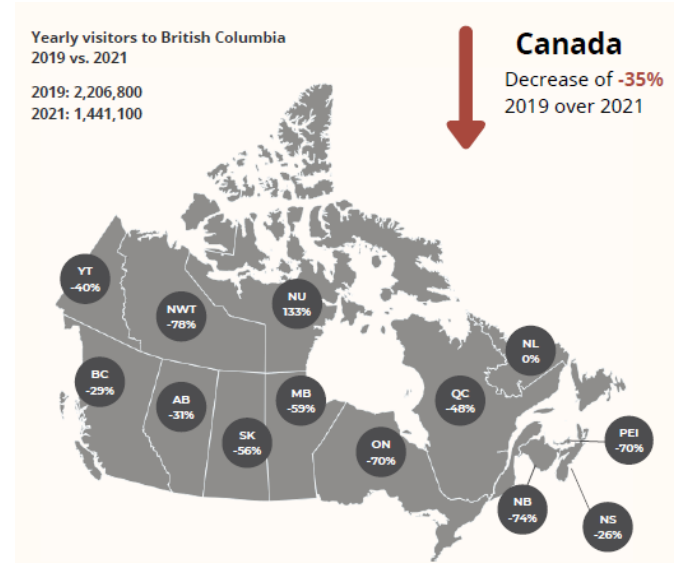 Yearly visitors to British Columbia
2019 vs. 2021
2019: 2,206,800
2021: 1,441,100
Canada
Decrease of -35%
2019 over 2021
YT
-40%
NWT
-78%
NU
133%
NL
0%
BC
-29%
AB
-31%
SK
-56%
MB
-59%
ON
-70%
QC
-48%
PEI
-70%
NB
-74%
NS
-26%